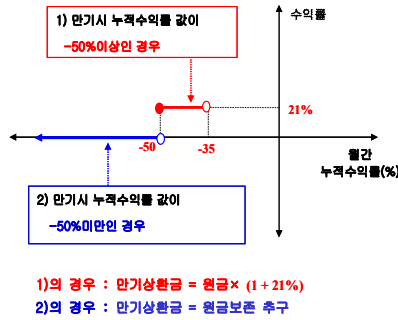 수익률
1) 만기시 누적수익률 값이
-50%이상인 경우
21%
-50
-35
월간
누적수익률(%)
2) 만기시 누적수익률 값이
-50%미만인 경우
1)의 경우 : 만기상환금 = 원금× (1 + 21%)
2)의 경우 : 만기상환금 = 원금보존 추구